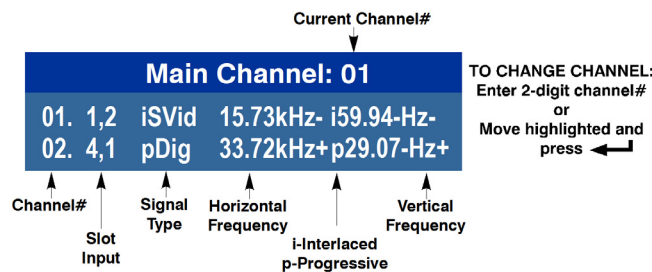 Current Channel#
Main Channel: 01
01. 1,2 iSVid 15.73kHz- i59.94-Hz-
02. 4,1 pDig 33.72kHz+ p29.07-Hz+
TO CHANGE CHANNEL:
Enter 2-digit channel#
or
Move highlighted and
press
Channel#
Slot
Input
Signal
Type
Horizontal
Frequency
i-Interlaced
p-Progressive
Vertical
Frequency